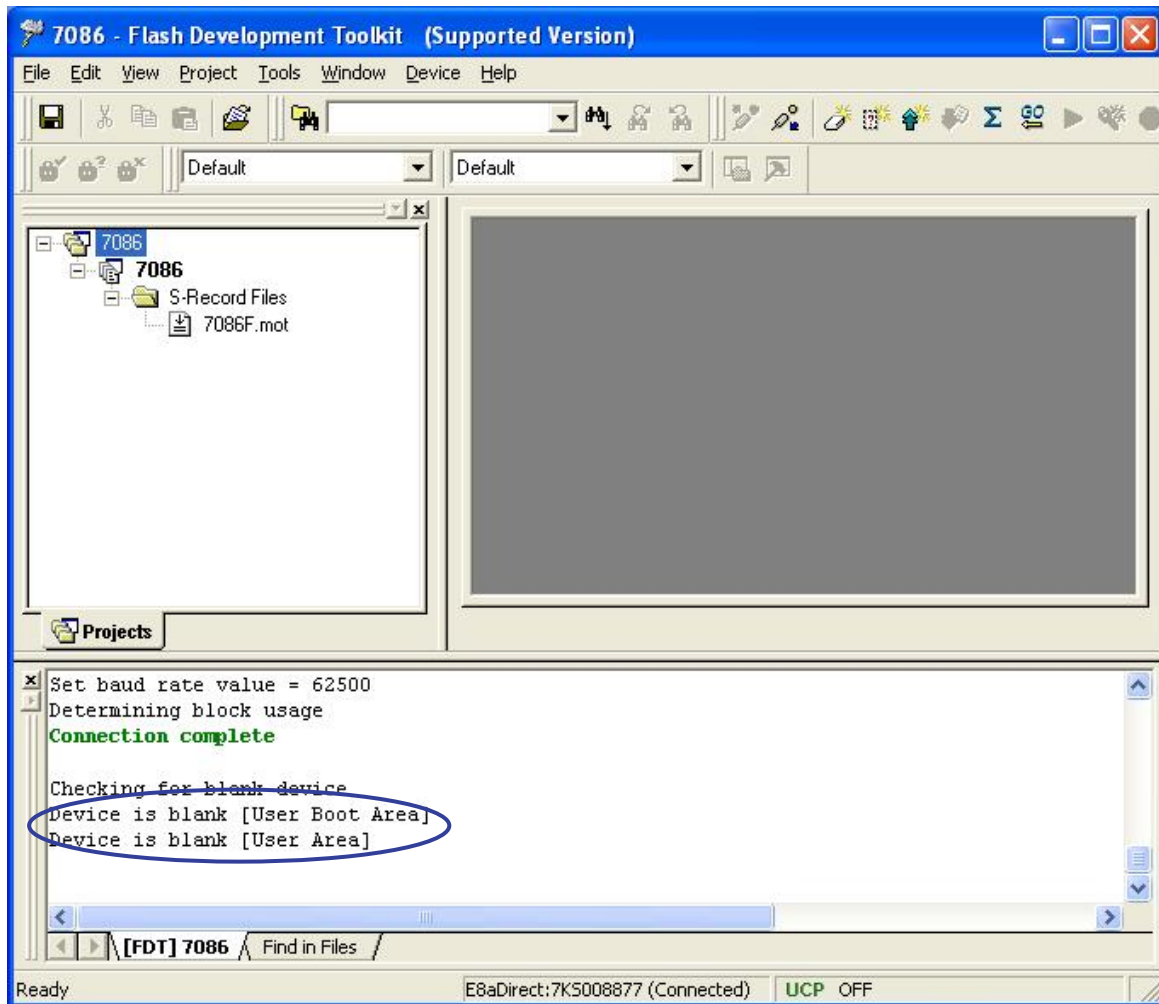 7086 - Flash Development Toolkit (Supported Version)
File Edit View Project Tools Window Device Help
GO
Default
Default
7086
7086
S-Record Files
7086F.mot
Projects
Set baud rate value = 62500
Determining block usage
Connection complete
Checking for blank device
Device is blank [User Boot Area]
Device is blank [User Area]
[FDT] 7086 Find in Files
Ready E8aDirect:7KS008877 (Connected) UCP OFF